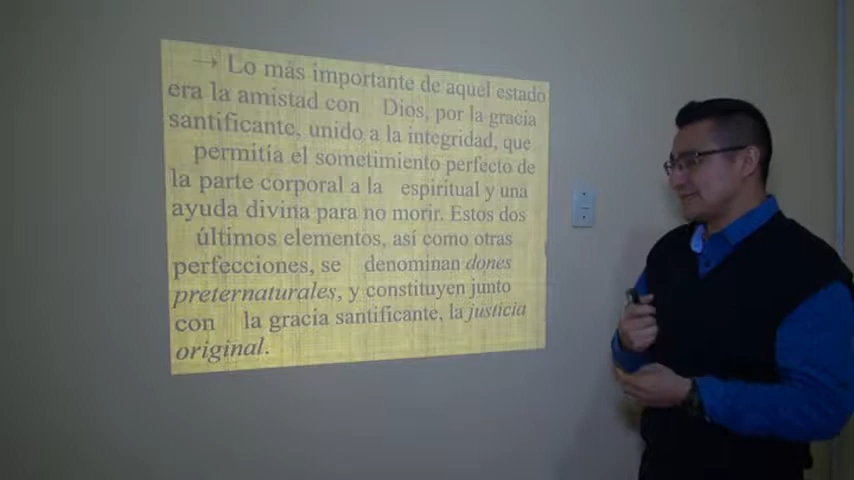 → Lo más importante de aquel estado
era la amistad con Dios, por la gracia
santificante, unido a la integridad, que
permitía el sometimiento perfecto de
la parte corporal a la espiritual y una
ayuda divina para no morir. Estos dos
últimos elementos, así como otras
perfecciones, se denominan dones
preternaturales, y constituyen junto
con la gracia santificante, la justicia
original.